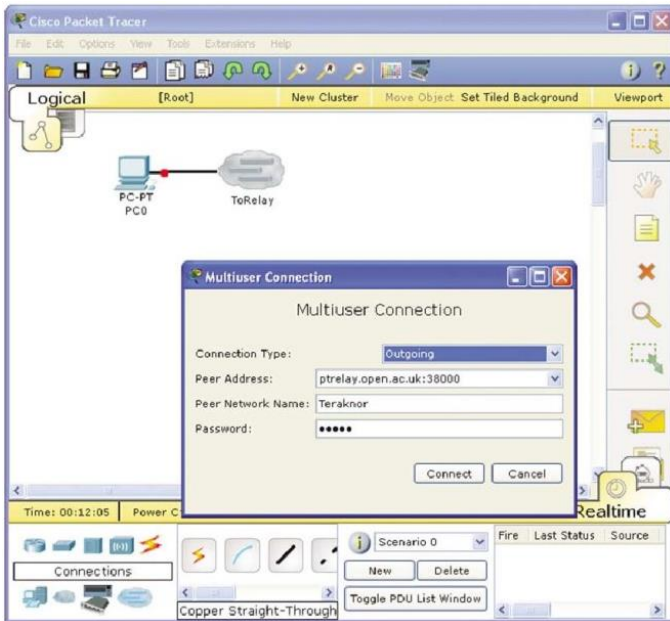 Cisco Packet Tracer
File Edit Options View Tools Extensions Help
Logical [Root] New Cluster Move Object Set Tiled Background Viewport
PC-PT
PC0
ToRelay
Multiuser Connection
Multiuser Connection
Connection Type: Outgoing
Peer Address: ptrelay.open.ac.uk:38000
Peer Network Name: Teraknor
Password: •••••
Connect Cancel
Time: 00:12:05 Power C Realtime
Connections
Copper Straight-Through
Scenario 0
New Delete
Toggle PDU List Window
Fire Last Status Source